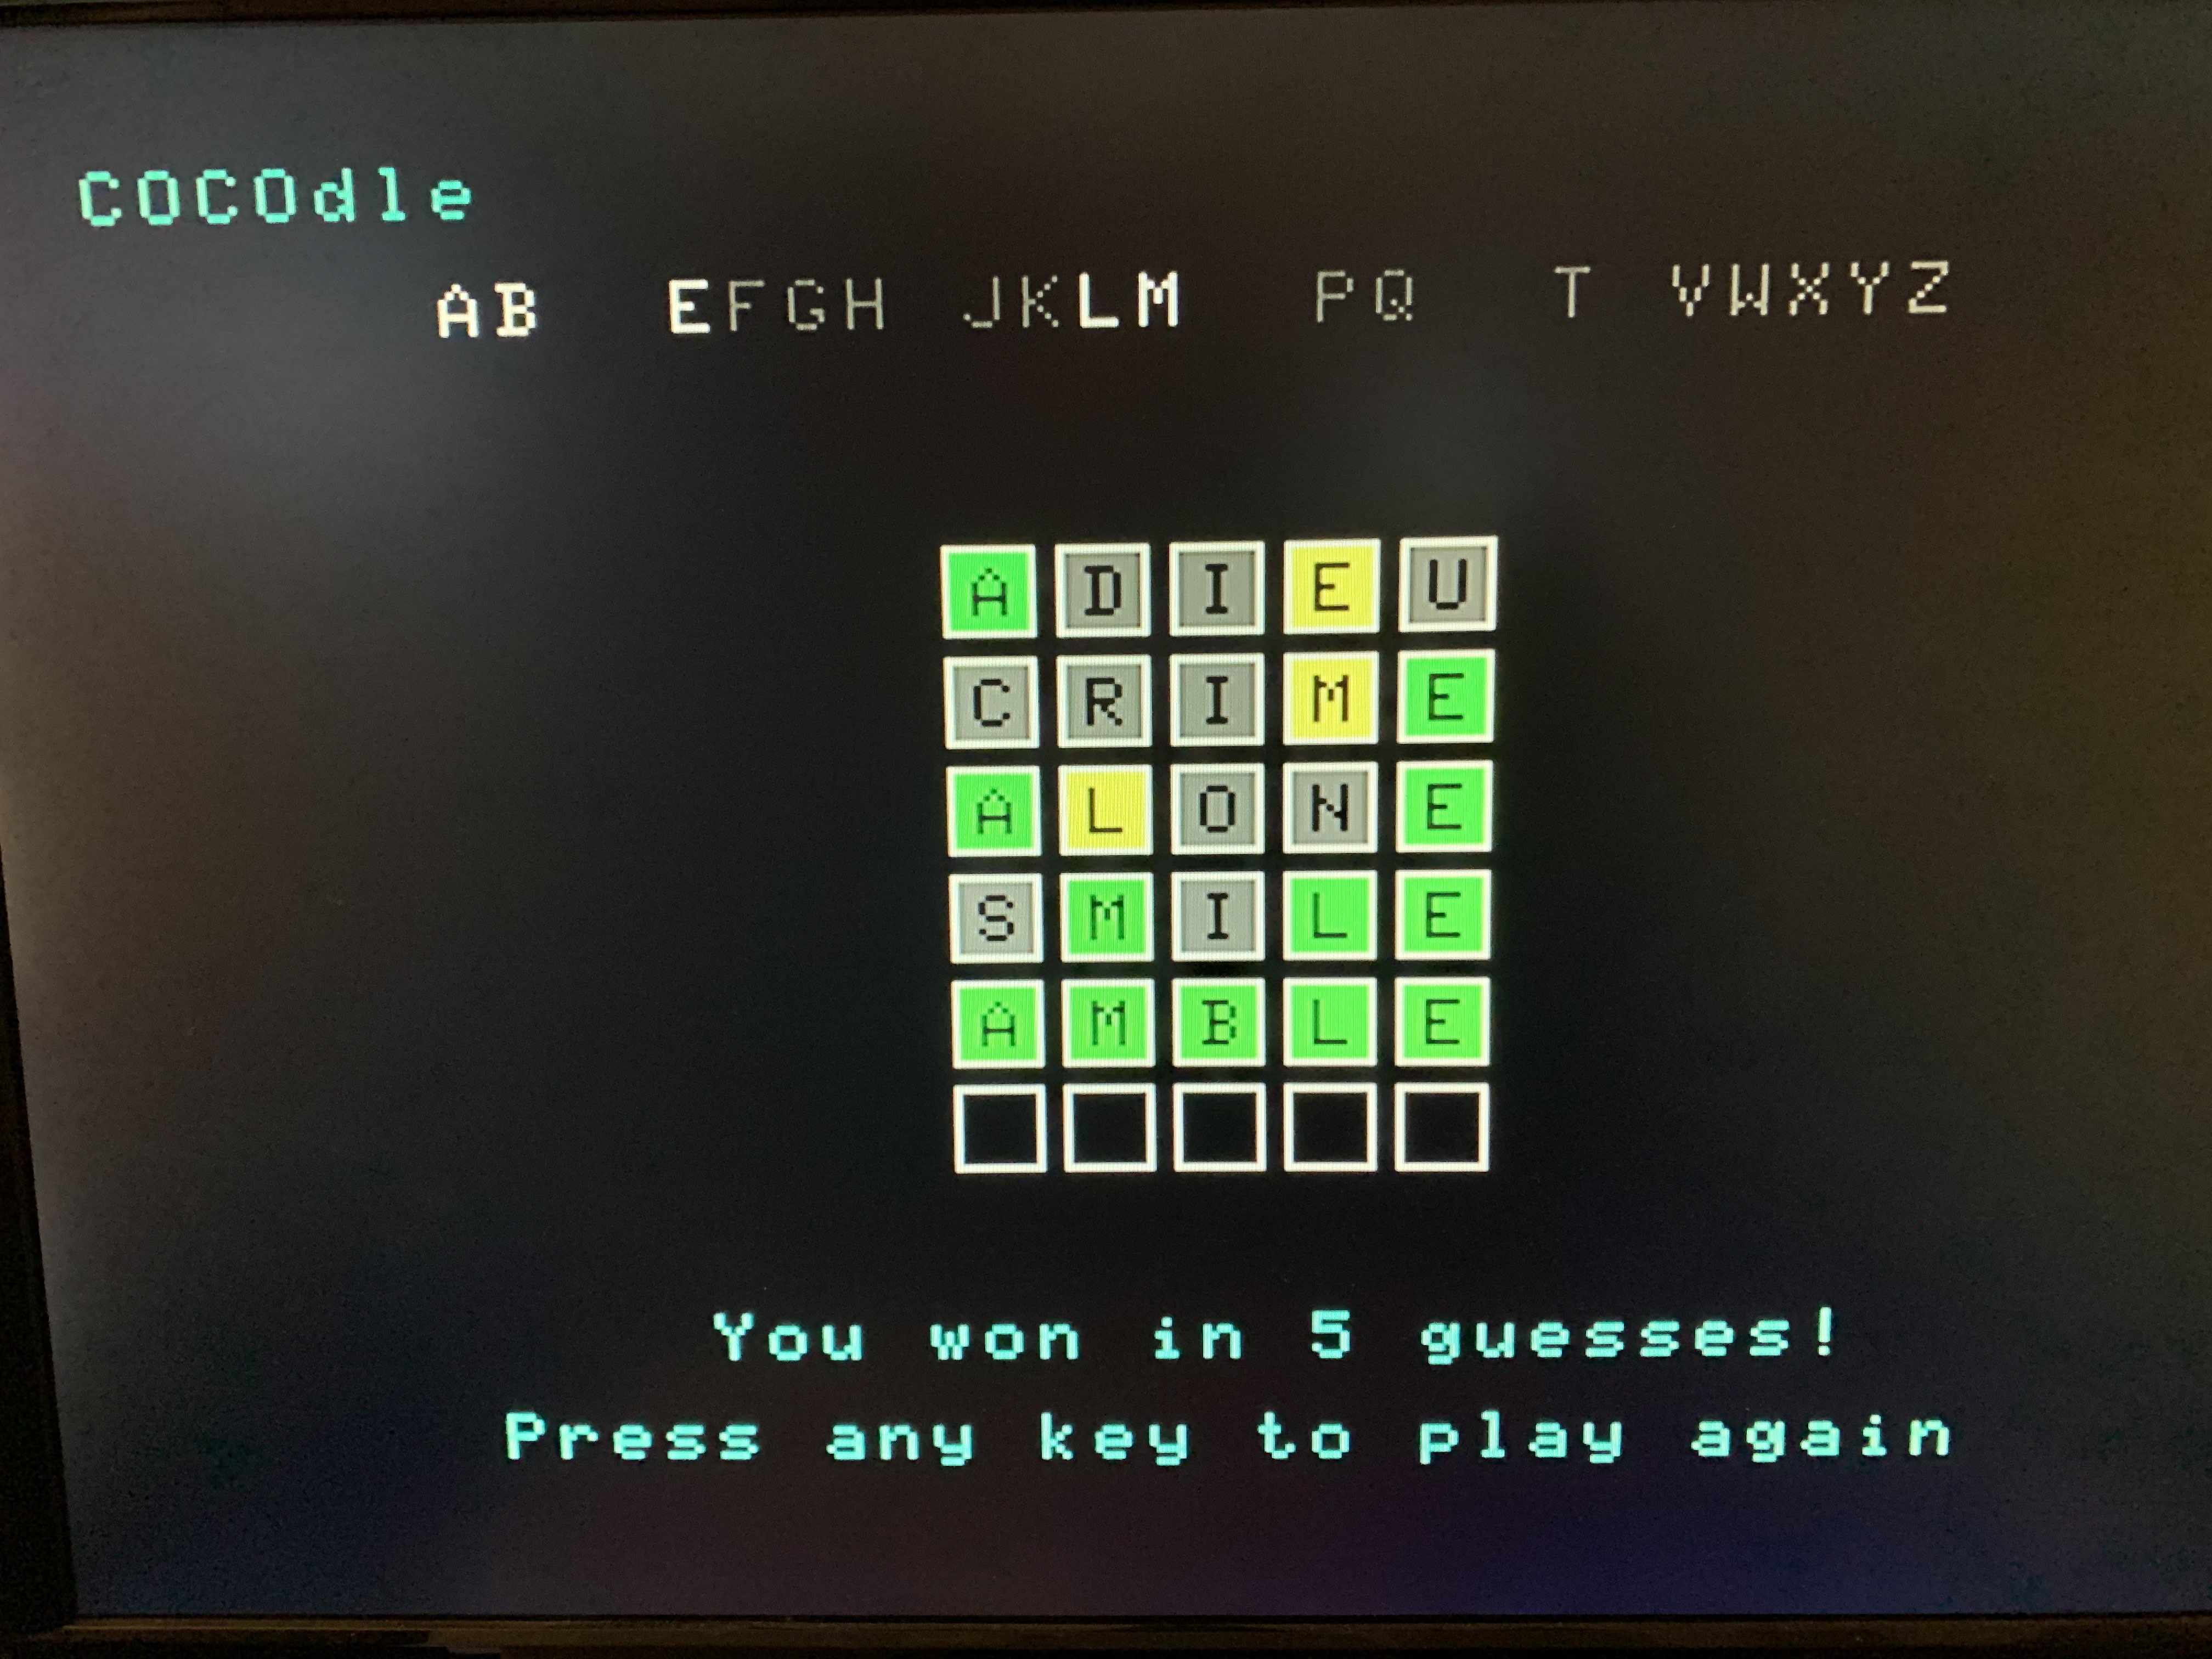 COCOdle
AB EFGH JKLM PQ T VWXYZ
ADIEU
CRIME
ALONE
SMILE
AMBLE
You won in 5 guesses!
Press any key to play again